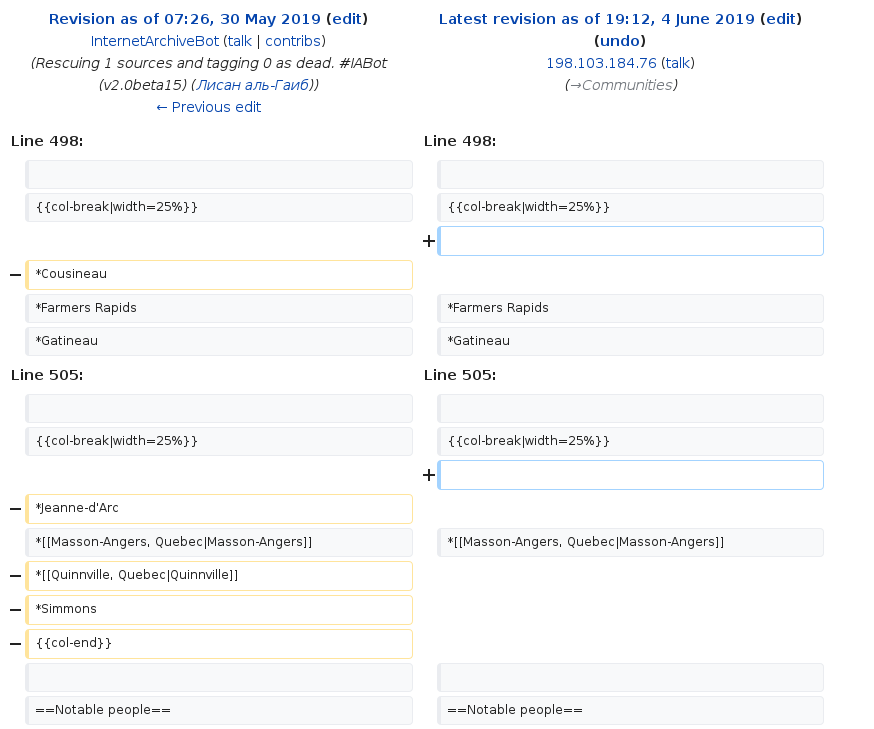 Revision as of 07:26, 30 May 2019 (edit)
InternetArchiveBot (talk | contribs)
(Rescuing 1 sources and tagging 0 as dead. #IABot
(v2.0beta15) (Лисан аль-Гаиб))
← Previous edit
Latest revision as of 19:12, 4 June 2019 (edit)
(undo)
198.103.184.76 (talk)
(→Communities)
Line 498:
Line 498:
{{col-break|width=25%}}
{{col-break|width=25%}}
+
− *Cousineau
*Farmers Rapids
*Farmers Rapids
*Gatineau
*Gatineau
Line 505:
Line 505:
{{col-break|width=25%}}
{{col-break|width=25%}}
+
− *Jeanne-d'Arc
*[[Masson-Angers, Quebec|Masson-Angers]]
*[[Masson-Angers, Quebec|Masson-Angers]]
− *[[Quinnville, Quebec|Quinnville]]
− *Simmons
− {{col-end}}
==Notable people==
==Notable people==